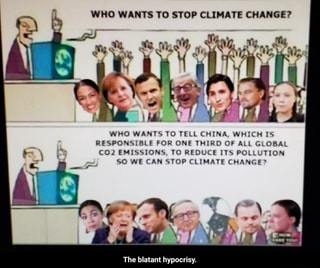 WHO WANTS TO STOP CLIMATE CHANGE?
WHO WANTS TO TELL CHINA, WHICH IS
RESPONSIBLE FOR ONE THIRD OF ALL GLOBAL
CO2 EMISSIONS, TO REDUCE ITS POLLUTION
SO WE CAN STOP CLIMATE CHANGE?
The blatant hypocrisy.